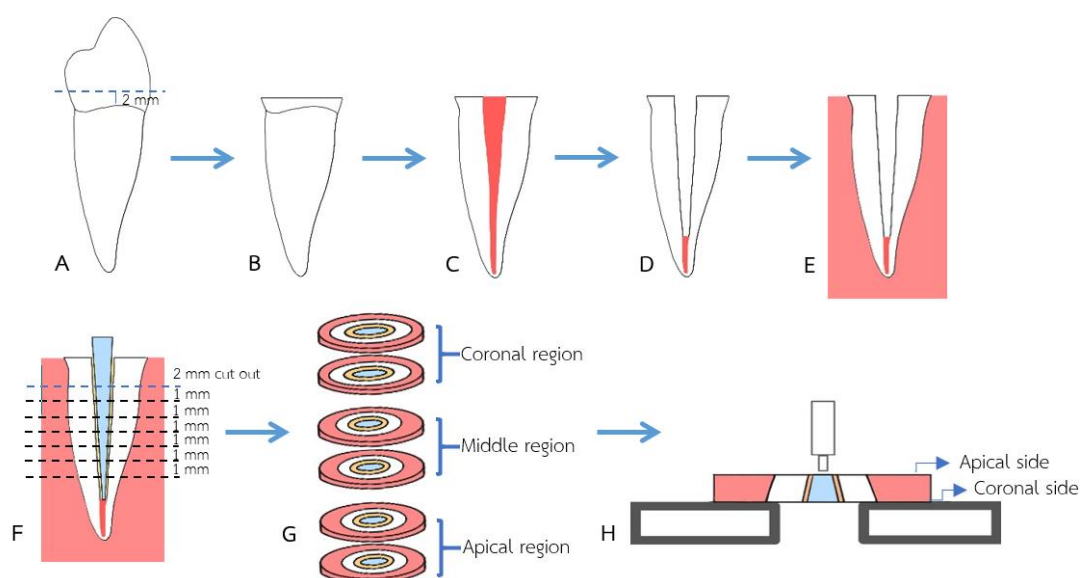 2 mm
A
B
C
D
E
2 mm cut out
1 mm
1 mm
1 mm
1 mm
1 mm
1 mm
F
Coronal region
Middle region
Apical region
G
Apical side
Coronal side
H